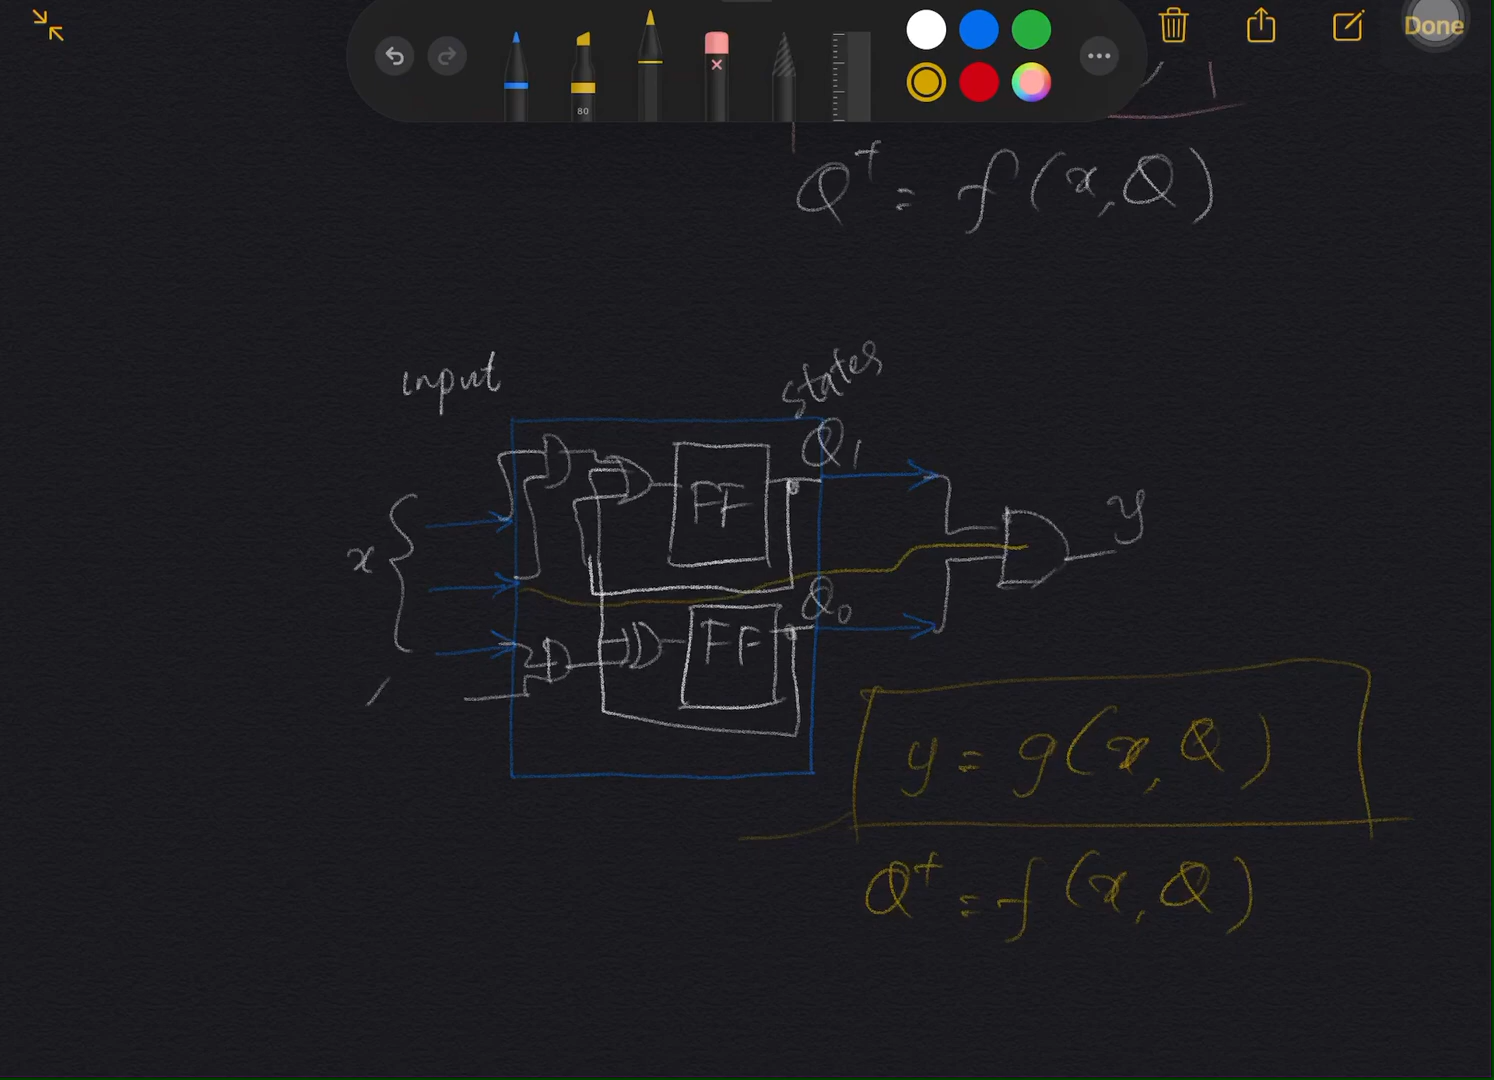 Done
80
Q⁺ = f(x, Q)
input
states
Q₁
FF
x
y
Q₀
FF
y = g(x, Q)
Q⁺ = f(x, Q)